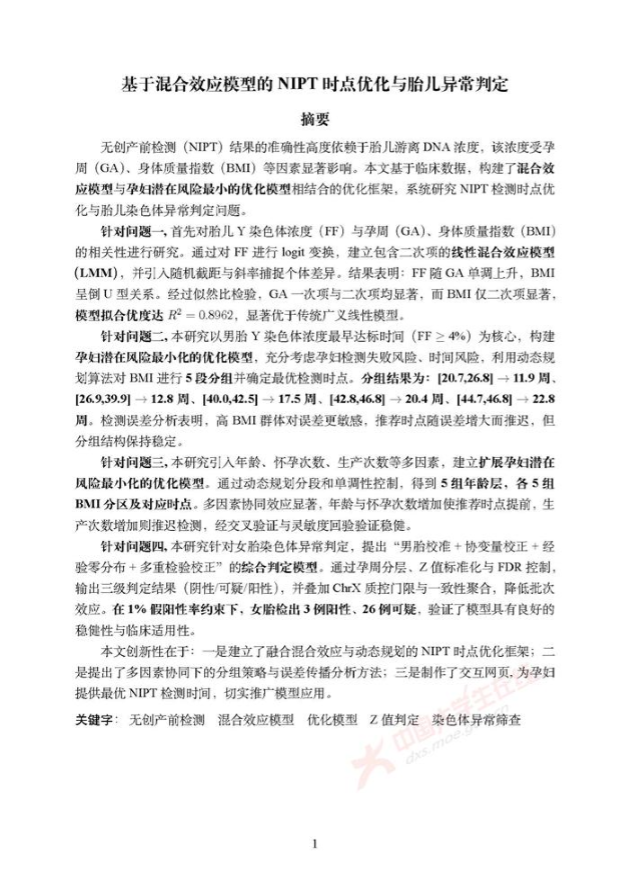 基于混合效应模型的 NIPT 时点优化与胎儿异常判定
摘要
无创产前检测（NIPT）结果的准确性高度依赖于胎儿游离 DNA 浓度，该浓度受孕
周（GA）、身体质量指数（BMI）等因素显著影响。本文基于临床数据，构建了混合效
应模型与孕妇潜在风险最小的优化模型相结合的优化框架，系统研究 NIPT 检测时点优
化与胎儿染色体异常判定问题。
针对问题一，首先对胎儿 Y 染色体浓度（FF）与孕周（GA）、身体质量指数（BMI）
的相关性进行研究。通过对 FF 进行 logit 变换，建立包含二次项的线性混合效应模型
(LMM)，并引入随机截距与斜率捕捉个体差异。结果表明：FF 随 GA 单调上升，BMI
呈倒 U 型关系。经过似然比检验，GA 一次项与二次项均显著，而 BMI 仅二次项显著，
模型拟合优度达 R² = 0.8962，显著优于传统广义线性模型。
针对问题二，本研究以男胎 Y 染色体浓度最早达标时间（FF ≥ 4%）为核心，构建
孕妇潜在风险最小化的优化模型，充分考虑孕妇检测失败风险、时间风险，利用动态规
划算法对 BMI 进行 5 段分组并确定最优检测时点。分组结果为：[20.7,26.8] → 11.9 周、
[26.9,39.9] → 12.8 周、[40.0,42.5] → 17.5 周、[42.8,46.8] → 20.4 周、[44.7,46.8] → 22.8
周。检测误差分析表明，高 BMI 群体对误差更敏感，推荐时点随误差增大而推迟，但
分组结构保持稳定。
针对问题三，本研究引入年龄、怀孕次数、生产次数等多因素，建立扩展孕妇潜在
风险最小化的优化模型。通过动态规划分段和单调性控制，得到 5 组年龄层，各 5 组
BMI 分区及对应时点。多因素协同效应显著，年龄与怀孕次数增加使推荐时点提前，生
产次数增加则推迟检测，经交叉验证与灵敏度回验验证稳健。
针对问题四，本研究针对女胎染色体异常判定，提出“男胎校准 + 协变量校正 + 经
验零分布 + 多重检验校正”的综合判定模型。通过孕周分层、Z 值标准化与 FDR 控制，
输出三级判定结果（阴性/可疑/阳性），并叠加 ChrX 质控门限与一致性聚合，降低批次
效应。在 1% 假阳性率约束下，女胎检出 3 例阳性、26 例可疑，验证了模型具有良好的
稳健性与临床适用性。
本文创新性在于：一是建立了融合混合效应与动态规划的 NIPT 时点优化框架；二
是提出了多因素协同下的分组策略与误差传播分析方法；三是制作了交互网页，为孕妇
提供最优 NIPT 检测时间，切实推广模型应用。
关键字： 无创产前检测 混合效应模型 优化模型 Z 值判定 染色体异常筛查
中国大学生在线
dxs.moe.gov.cn
1